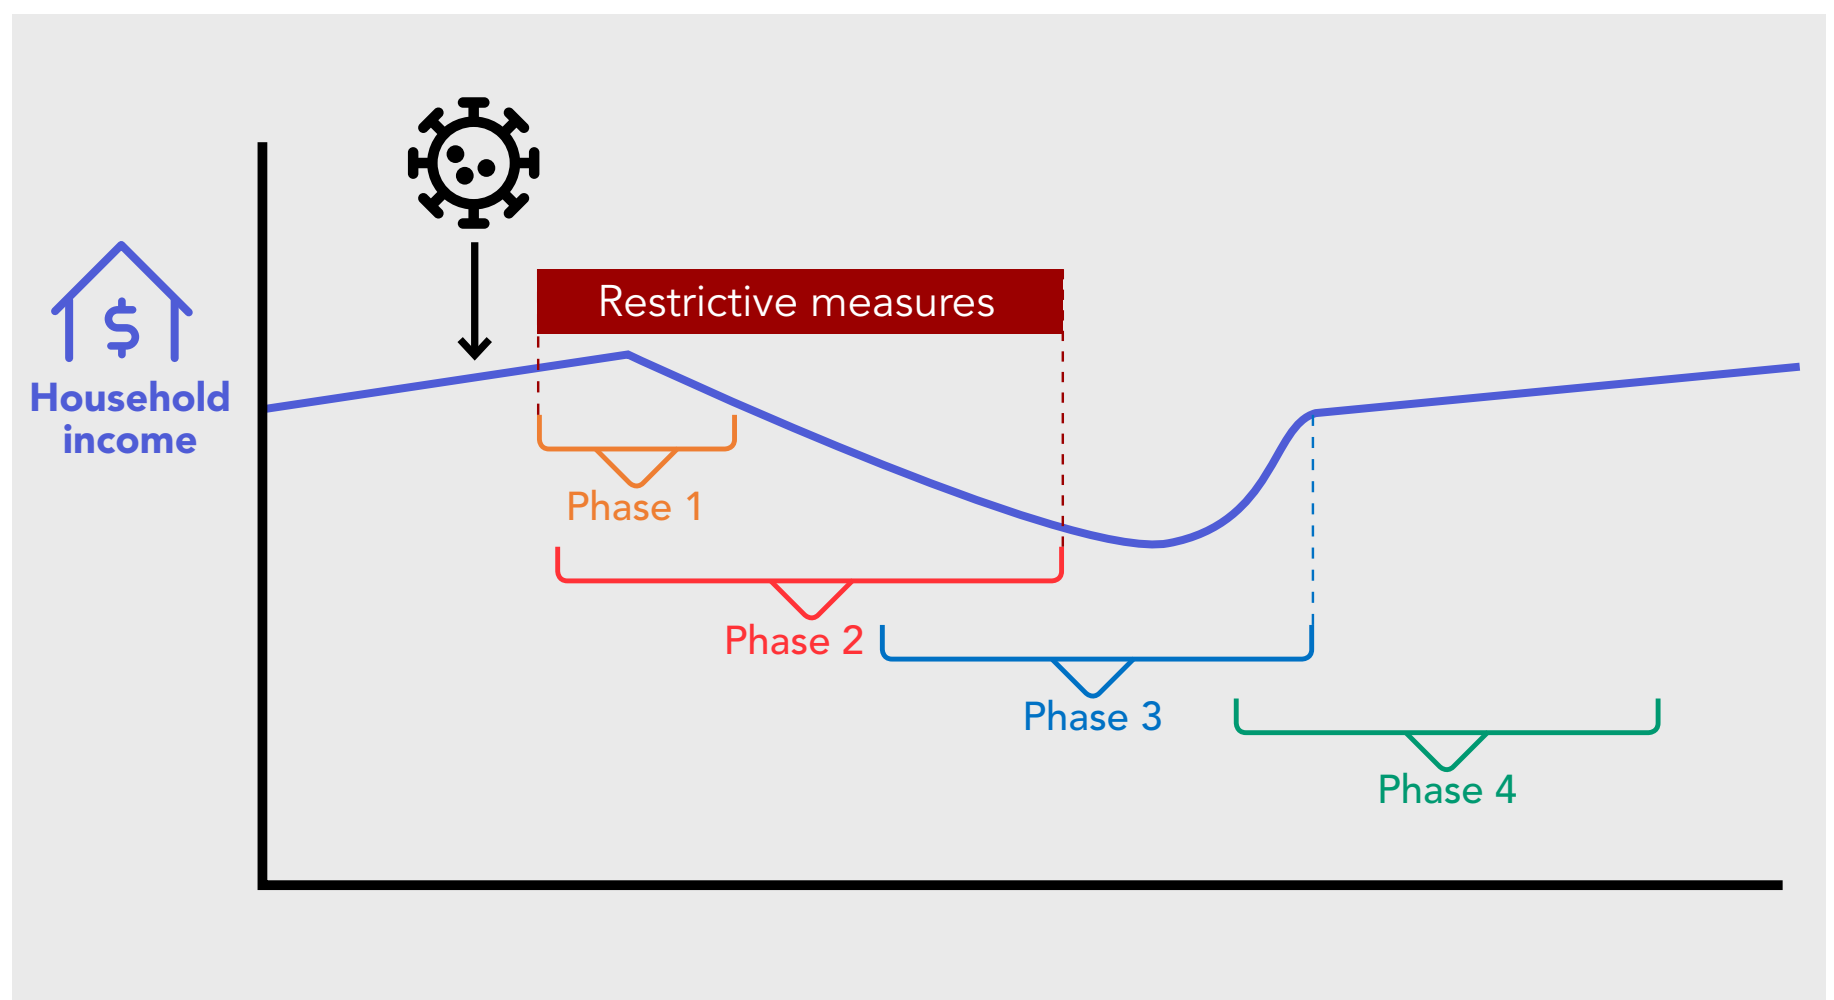 Restrictive measures
$
Household
income
Phase 1
Phase 2
Phase 3
Phase 4